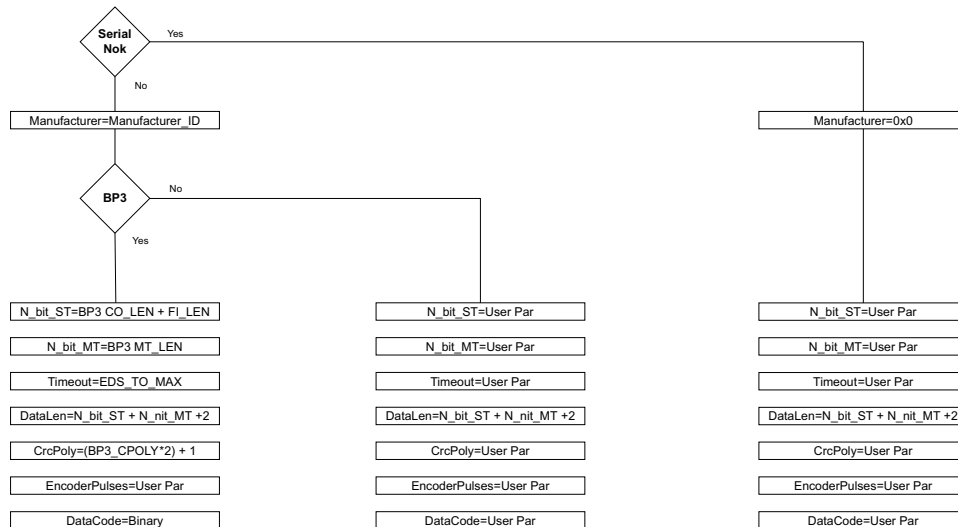 Serial
Nok
Yes
No
Manufacturer=Manufacturer_ID
Manufacturer=0x0
BP3
No
Yes
N_bit_ST=BP3 CO_LEN + FI_LEN
N_bit_ST=User Par
N_bit_ST=User Par
N_bit_MT=BP3 MT_LEN
N_bit_MT=User Par
N_bit_MT=User Par
Timeout=EDS_TO_MAX
Timeout=User Par
Timeout=User Par
DataLen=N_bit_ST + N_nit_MT +2
DataLen=N_bit_ST + N_nit_MT +2
DataLen=N_bit_ST + N_nit_MT +2
CrcPoly=(BP3_CPOLY*2) + 1
CrcPoly=User Par
CrcPoly=User Par
EncoderPulses=User Par
EncoderPulses=User Par
EncoderPulses=User Par
DataCode=Binary
DataCode=User Par
DataCode=User Par